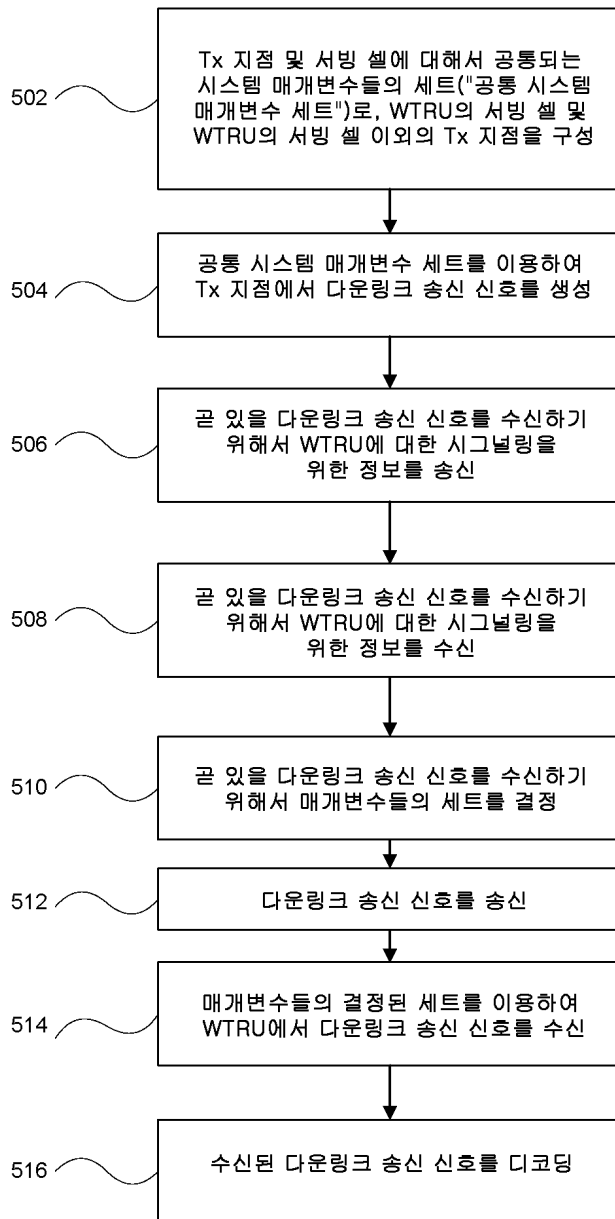 502
Tx 지점 및 서빙 셀에 대해서 공통되는
시스템 매개변수들의 세트("공통 시스템
매개변수 세트")로, WTRU의 서빙 셀 및
WTRU의 서빙 셀 이외의 Tx 지점을 구성
504
공통 시스템 매개변수 세트를 이용하여
Tx 지점에서 다운링크 송신 신호를 생성
506
곧 있을 다운링크 송신 신호를 수신하기
위해서 WTRU에 대한 시그널링을
위한 정보를 송신
508
곧 있을 다운링크 송신 신호를 수신하기
위해서 WTRU에 대한 시그널링을
위한 정보를 수신
510
곧 있을 다운링크 송신 신호를 수신하기
위해서 매개변수들의 세트를 결정
512
다운링크 송신 신호를 송신
514
매개변수들의 결정된 세트를 이용하여
WTRU에서 다운링크 송신 신호를 수신
516
수신된 다운링크 송신 신호를 디코딩